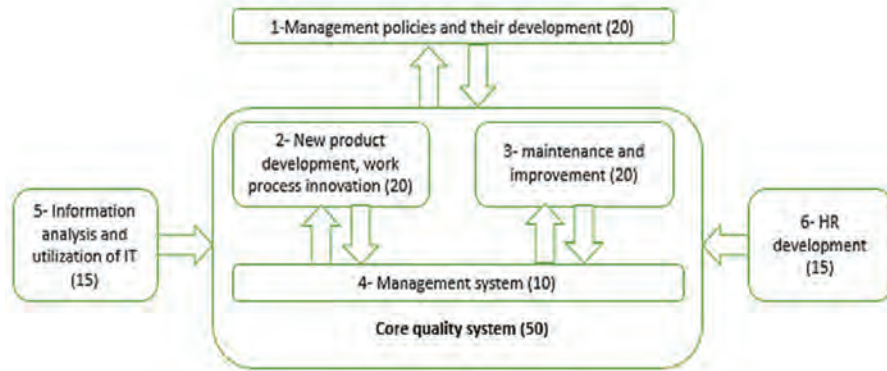 1-Management policies and their development (20)
2- New product
development, work
process innovation (20)
3- maintenance and
improvement (20)
5- Information
analysis and
utilization of IT
(15)
6- HR
development
(15)
4- Management system (10)
Core quality system (50)